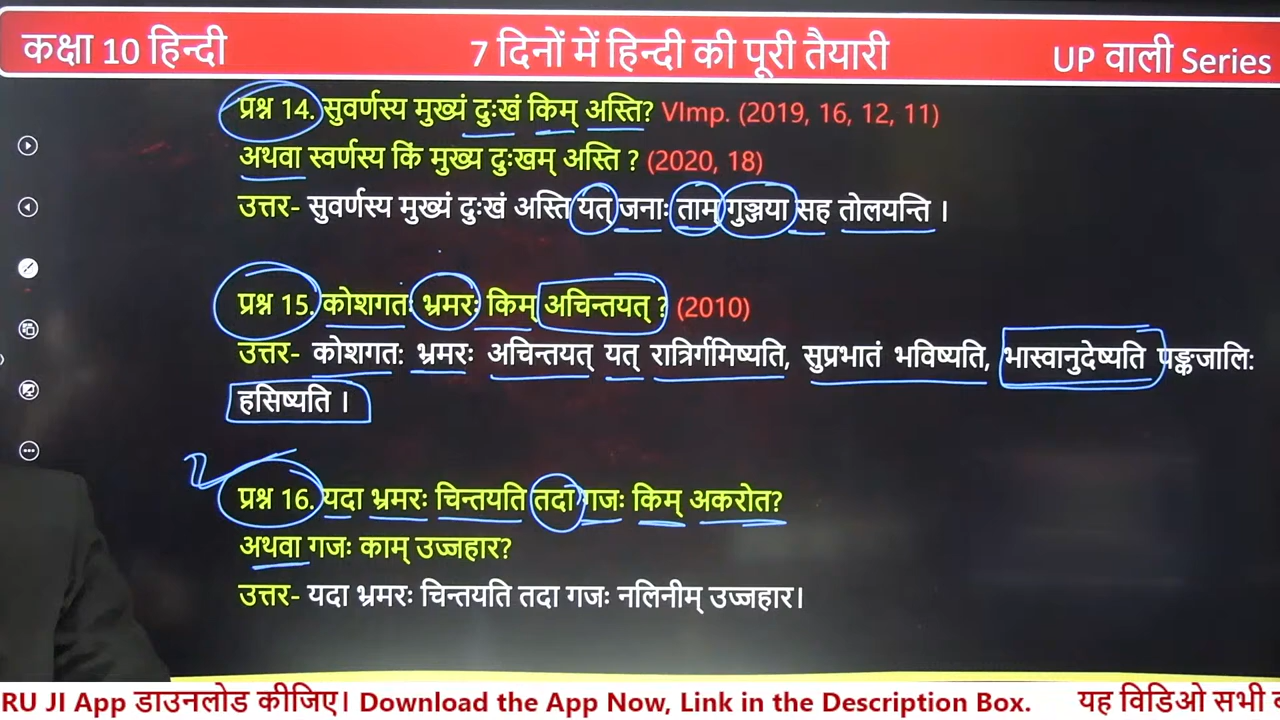 कक्षा 10 हिन्दी 7 दिनों में हिन्दी की पूरी तैयारी UP वाली Series
प्रश्न 14. सुवर्णस्य मुख्यं दुःखं किम् अस्ति? VImp. (2019, 16, 12, 11)
अथवा स्वर्णस्य किं मुख्य दुःखम् अस्ति ? (2020, 18)
उत्तर- सुवर्णस्य मुख्यं दुःखं अस्ति यत् जनाः ताम् गुञ्जया सह तोलयन्ति ।
प्रश्न 15. कोशगतः भ्रमरः किम् अचिन्तयत् ? (2010)
उत्तर- कोशगत: भ्रमरः अचिन्तयत् यत् रात्रिर्गमिष्यति, सुप्रभातं भविष्यति, भास्वानुदेष्यति पङ्कजालि:
हसिष्यति ।
प्रश्न 16. यदा भ्रमरः चिन्तयति तदा गजः किम् अकरोत?
अथवा गजः काम् उज्जहार?
उत्तर- यदा भ्रमरः चिन्तयति तदा गजः नलिनीम् उज्जहार।
RU JI App डाउनलोड कीजिए। Download the App Now, Link in the Description Box. यह विडिओ सभी